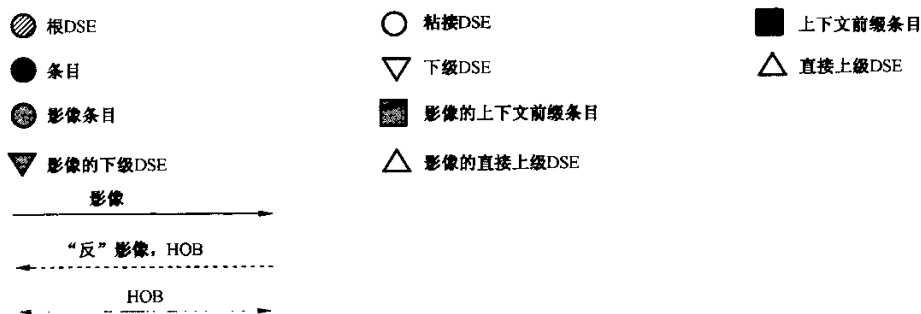 根DSE
粘接DSE
上下文前缀条目
条目
下级DSE
直接上级DSE
影像条目
影像的上下文前缀条目
影像的下级DSE
影像的直接上级DSE
影像
“反”影像，HOB
HOB